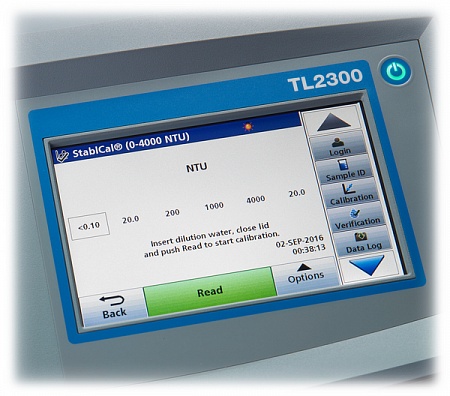 TL2300
StablCal® (0-4000 NTU)
NTU
<0.10 20.0 200 1000 4000 20.0
Insert dilution water, close lid
and push Read to start calibration.
02-SEP-2016
00:38:13
Back
Read
Options
Login
Sample ID
Calibration
Verification
Data Log